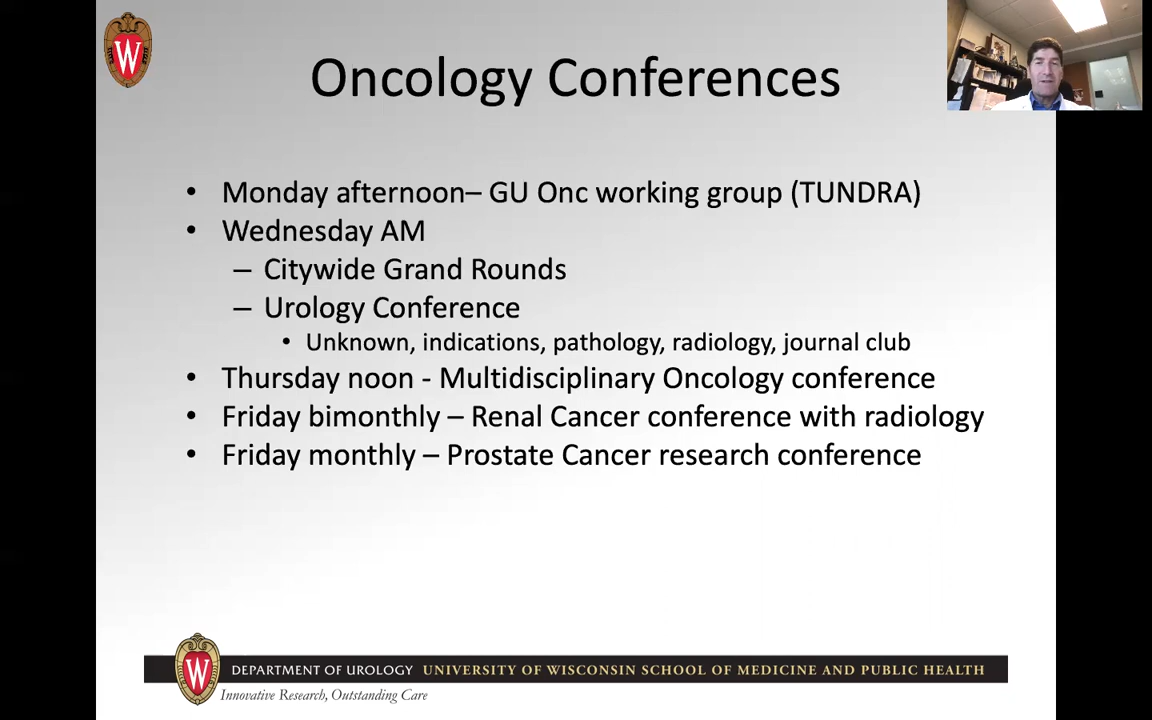 W
Oncology Conferences
• Monday afternoon– GU Onc working group (TUNDRA)
• Wednesday AM
– Citywide Grand Rounds
– Urology Conference
• Unknown, indications, pathology, radiology, journal club
• Thursday noon - Multidisciplinary Oncology conference
• Friday bimonthly – Renal Cancer conference with radiology
• Friday monthly – Prostate Cancer research conference
W
DEPARTMENT OF UROLOGY UNIVERSITY OF WISCONSIN SCHOOL OF MEDICINE AND PUBLIC HEALTH
Innovative Research, Outstanding Care